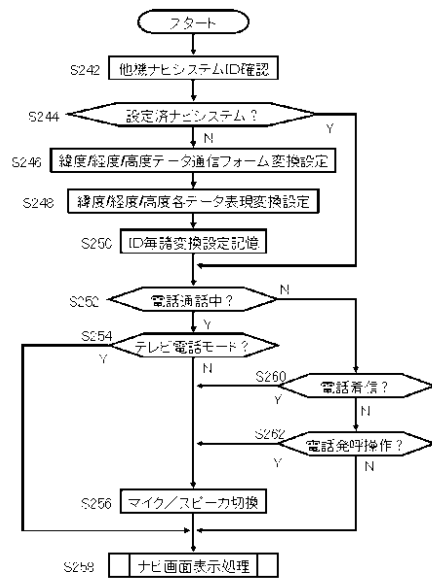 スタート
S242
他機ナビシステムID確認
S244
設定済ナビシステム？
Y
N
S246
緯度/経度/高度データ通信フォーム変換設定
S248
緯度/経度/高度各データ表現変換設定
S250
ID毎諸変換設定記憶
S252
電話通話中？
N
Y
S254
テレビ電話モード？
Y
N
S260
電話着信？
Y
N
S262
電話発呼操作？
Y
N
S256
マイク／スピーカ切換
S258
ナビ画面表示処理